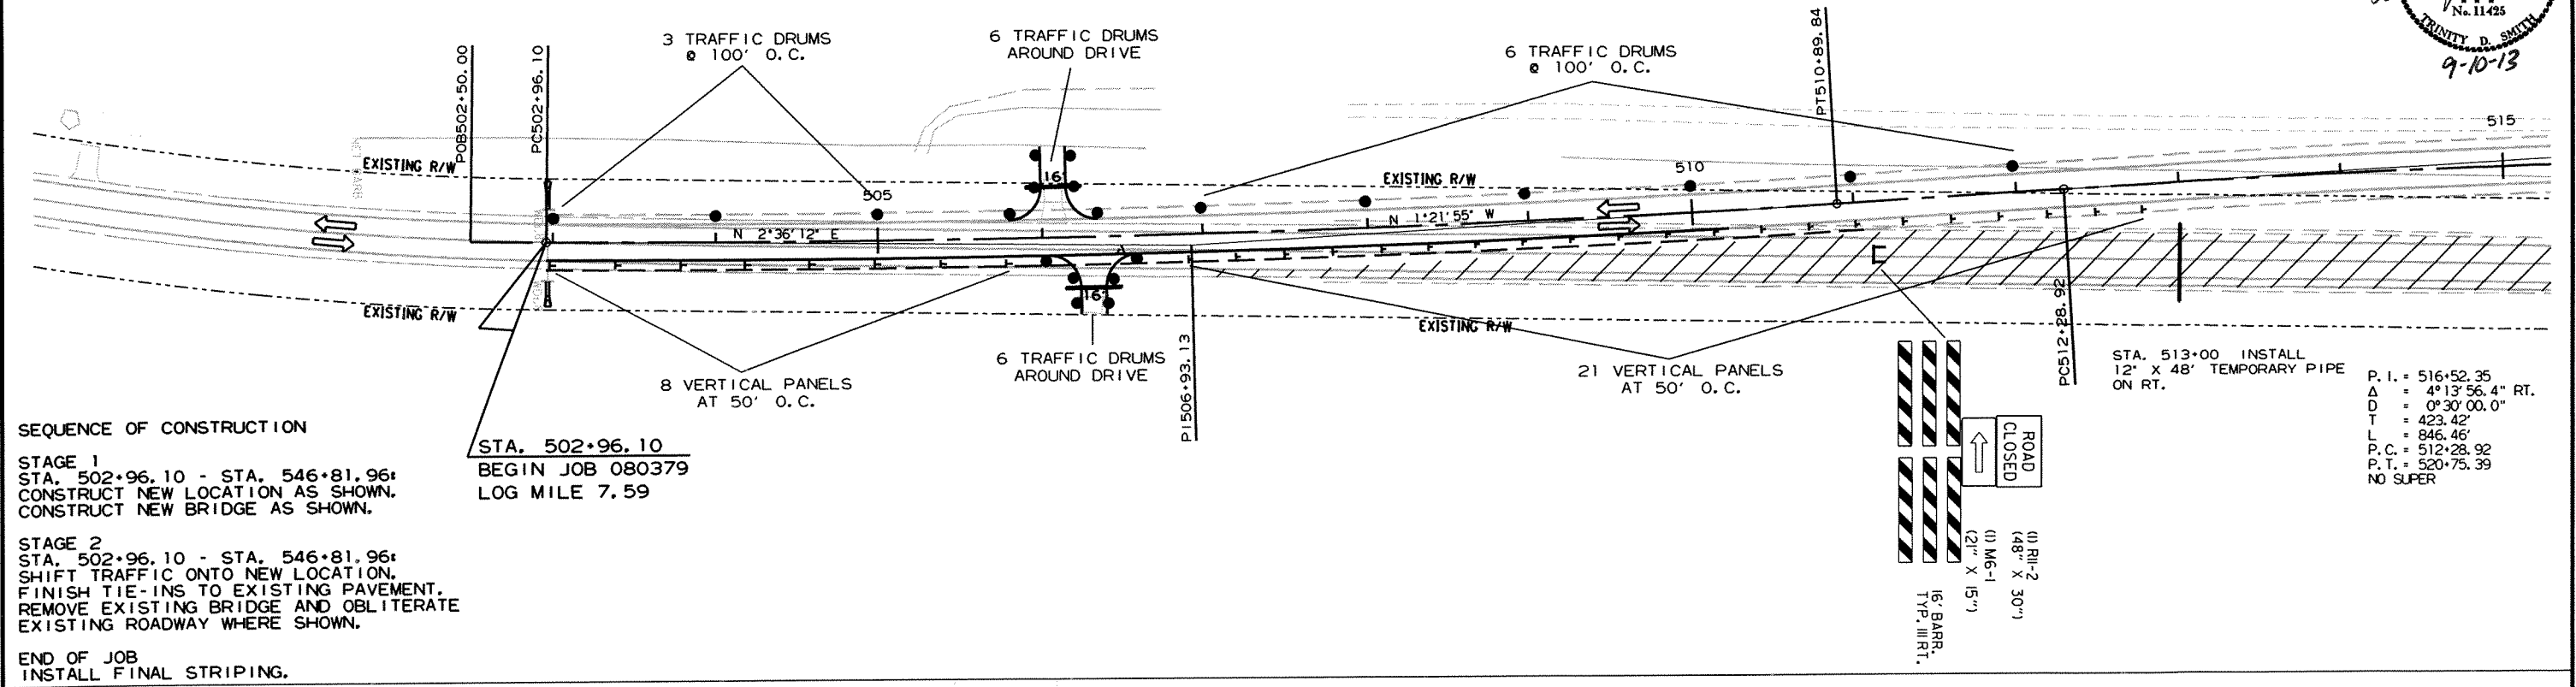 No. 11425
TRINITY D. SMITH
9-10-13
POB502+50.00
PC502+96.10
3 TRAFFIC DRUMS
@ 100' O.C.
6 TRAFFIC DRUMS
AROUND DRIVE
6 TRAFFIC DRUMS
@ 100' O.C.
PT510+89.84
515
EXISTING R/W
16'
EXISTING R/W
510
505
N 2°36'12" E
N 1°21'55" W
16'
EXISTING R/W
EXISTING R/W
8 VERTICAL PANELS
AT 50' O.C.
6 TRAFFIC DRUMS
AROUND DRIVE
PI506+93.13
21 VERTICAL PANELS
AT 50' O.C.
PC512+28.92
STA. 513+00 INSTALL
12" X 48' TEMPORARY PIPE
ON RT.
P.I. = 516+52.35
Δ = 4°13'56.4" RT.
D = 0°30'00.0"
T = 423.42'
L = 846.46'
P.C. = 512+28.92
P.T. = 520+75.39
NO SUPER
ROAD
CLOSED
(1) R11-2
(48" X 30")
(1) M6-1
(21" X 15")
16' BARR.
TYP. III RT.
STA. 502+96.10
BEGIN JOB 080379
LOG MILE 7.59
SEQUENCE OF CONSTRUCTION
STAGE 1
STA. 502+96.10 - STA. 546+81.96:
CONSTRUCT NEW LOCATION AS SHOWN.
CONSTRUCT NEW BRIDGE AS SHOWN.
STAGE 2
STA. 502+96.10 - STA. 546+81.96:
SHIFT TRAFFIC ONTO NEW LOCATION.
FINISH TIE-INS TO EXISTING PAVEMENT.
REMOVE EXISTING BRIDGE AND OBLITERATE
EXISTING ROADWAY WHERE SHOWN.
END OF JOB
INSTALL FINAL STRIPING.